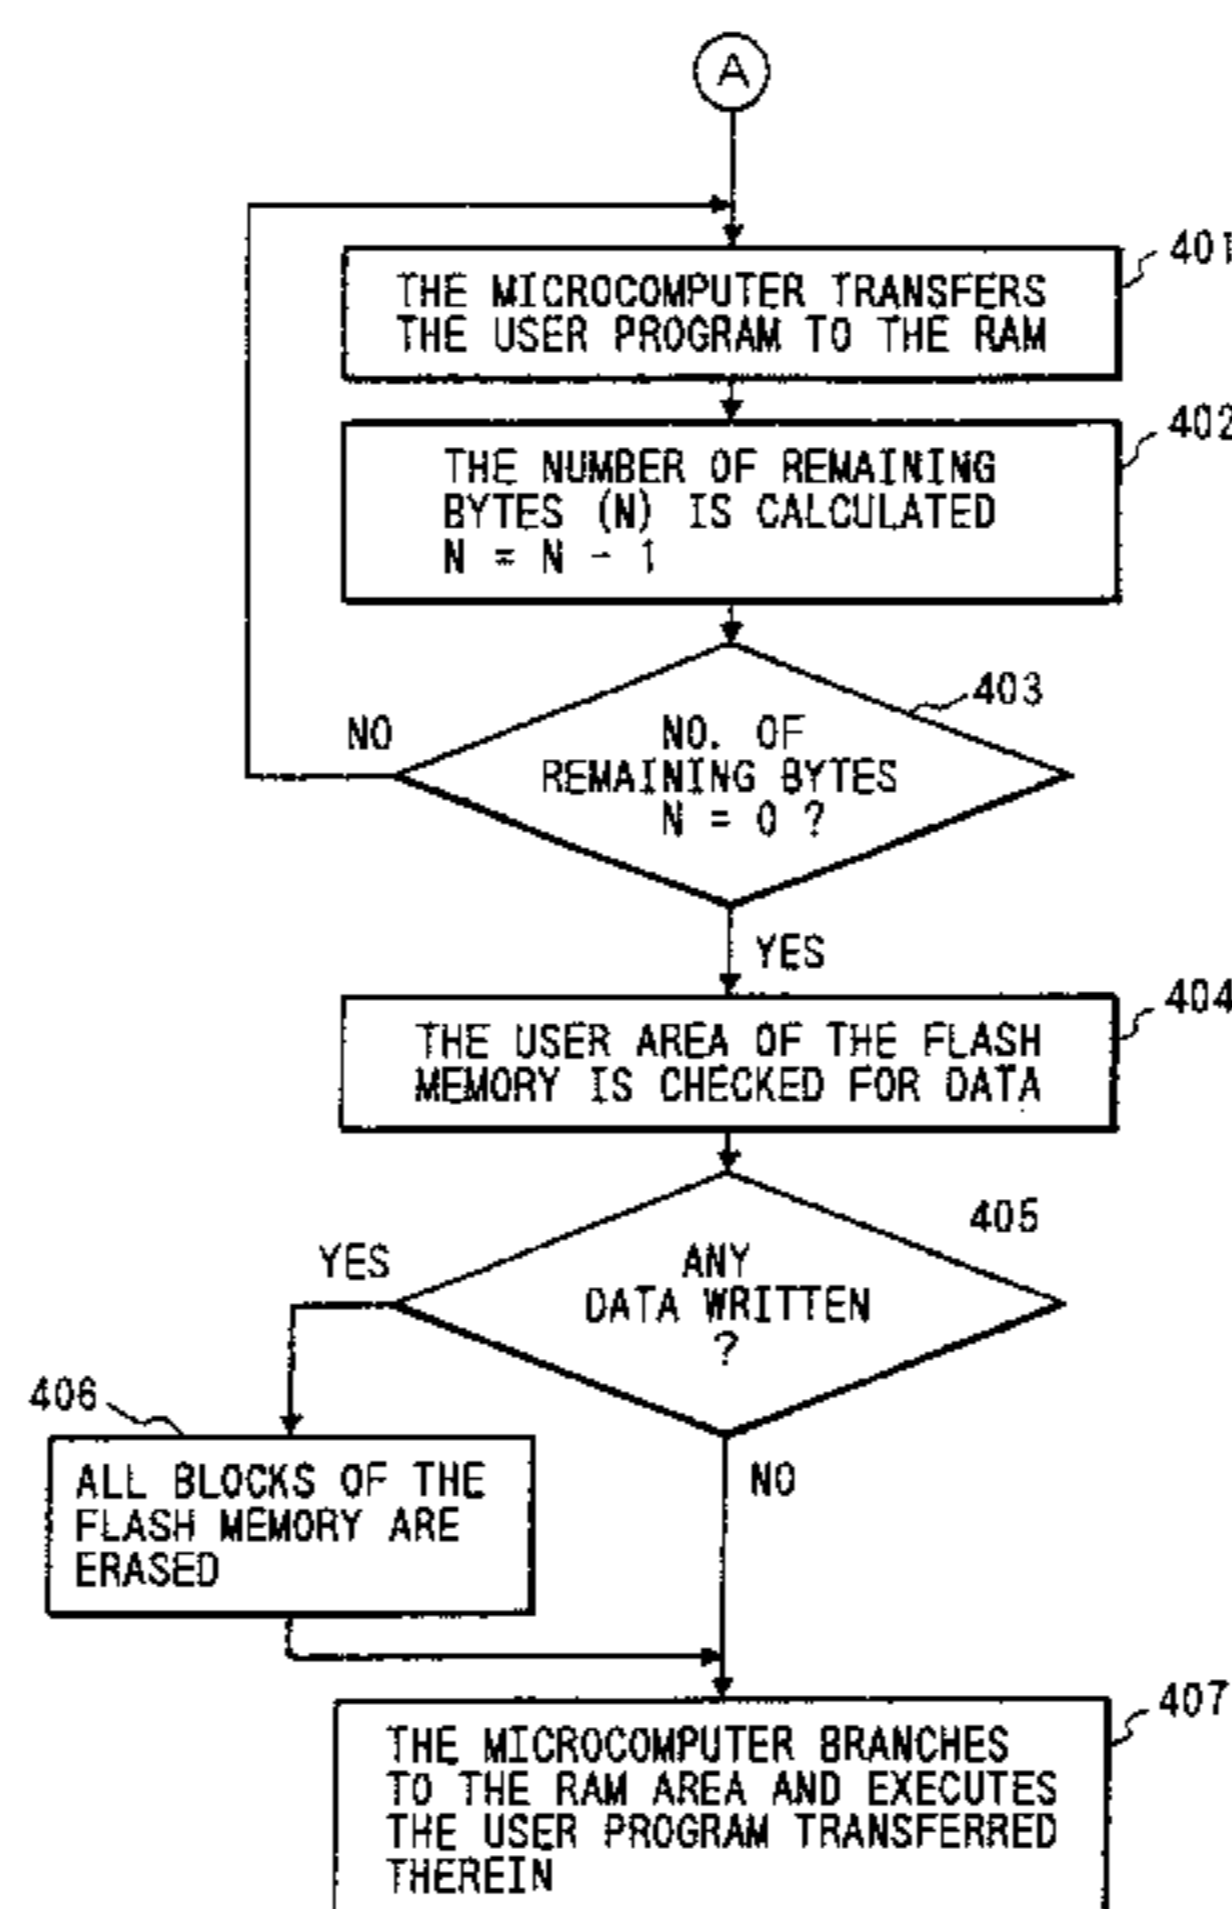 A
THE MICROCOMPUTER TRANSFERS
THE USER PROGRAM TO THE RAM
401
THE NUMBER OF REMAINING
BYTES (N) IS CALCULATED
N = N - 1
402
NO. OF
REMAINING BYTES
N = 0 ?
403
NO
YES
THE USER AREA OF THE FLASH
MEMORY IS CHECKED FOR DATA
404
ANY
DATA WRITTEN
?
405
YES
NO
406
ALL BLOCKS OF THE
FLASH MEMORY ARE
ERASED
THE MICROCOMPUTER BRANCHES
TO THE RAM AREA AND EXECUTES
THE USER PROGRAM TRANSFERRED
THEREIN
407